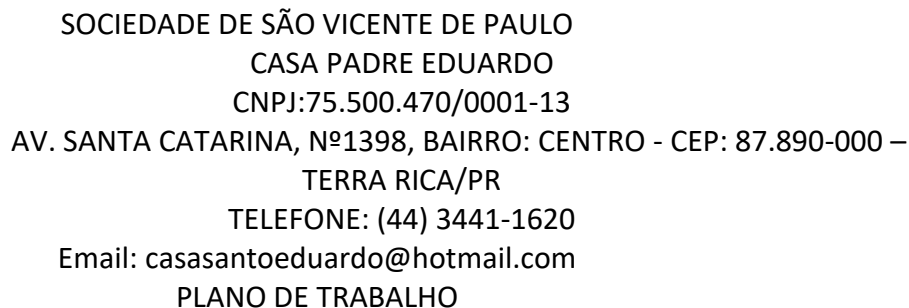 SOCIEDADE DE SÃO VICENTE DE PAULO
CASA PADRE EDUARDO
CNPJ:75.500.470/0001-13
AV. SANTA CATARINA, Nº1398, BAIRRO: CENTRO - CEP: 87.890-000 –
TERRA RICA/PR
TELEFONE: (44) 3441-1620
Email: casasantoeduardo@hotmail.com
PLANO DE TRABALHO